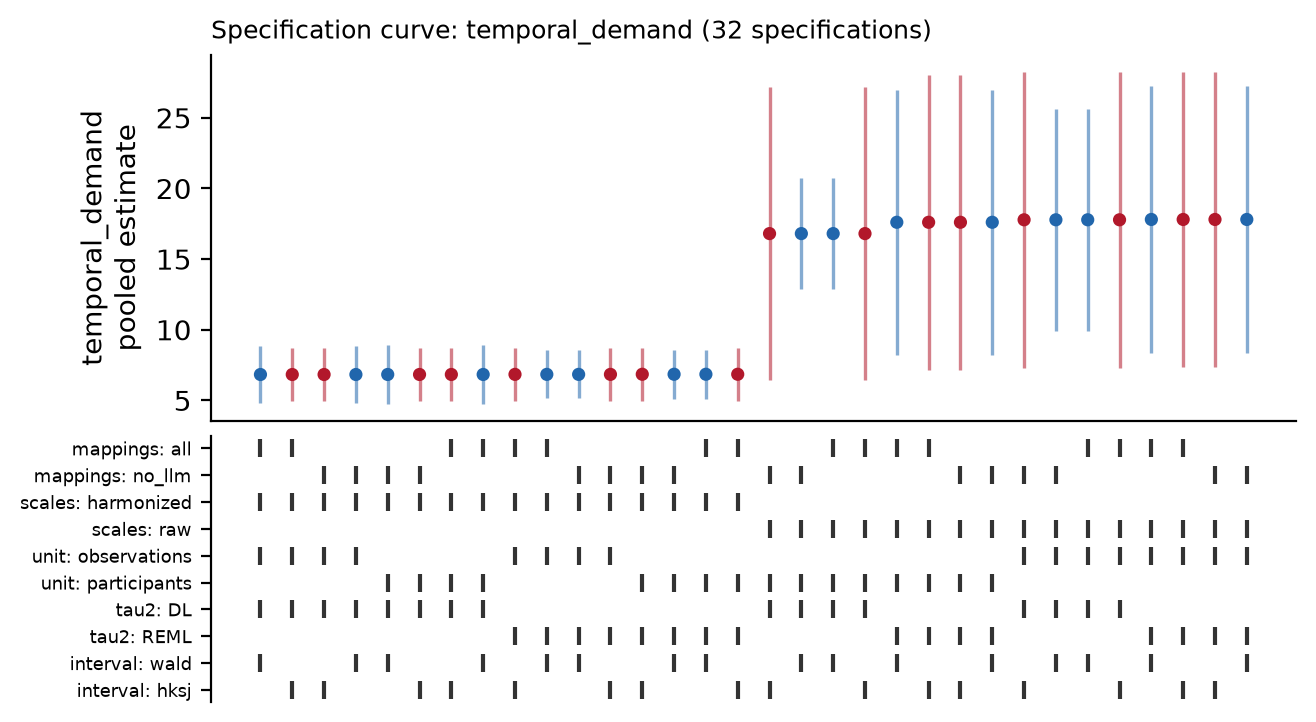 Specification curve: temporal_demand (32 specifications)
temporal_demand
pooled estimate
25
20
15
10
5
mappings: all
mappings: no_llm
scales: harmonized
scales: raw
unit: observations
unit: participants
tau2: DL
tau2: REML
interval: wald
interval: hksj